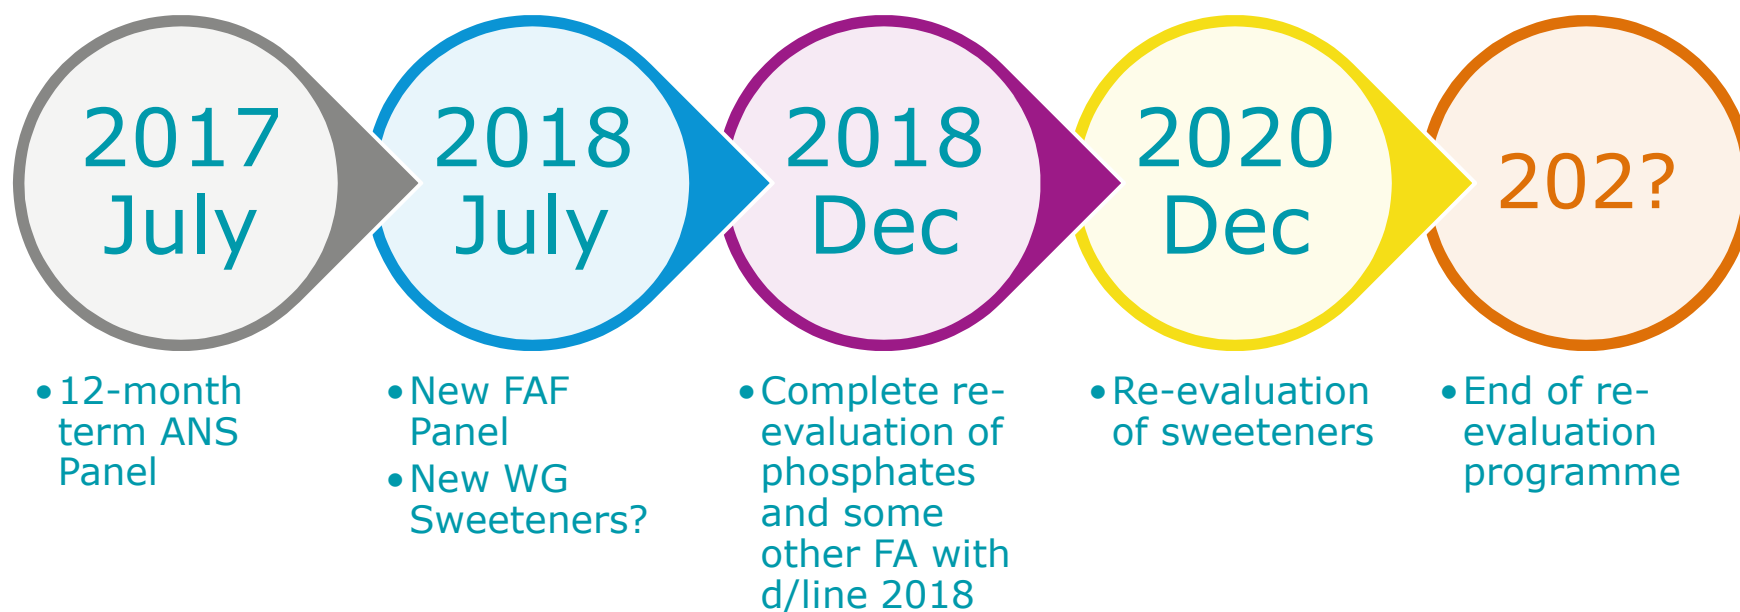 2017
July
2018
July
2018
Dec
2020
Dec
202?
•12-month
term ANS
Panel
•New FAF
Panel
•New WG
Sweeteners?
•Complete re-
evaluation of
phosphates
and some
other FA with
d/line 2018
•Re-evaluation
of sweeteners
•End of re-
evaluation
programme